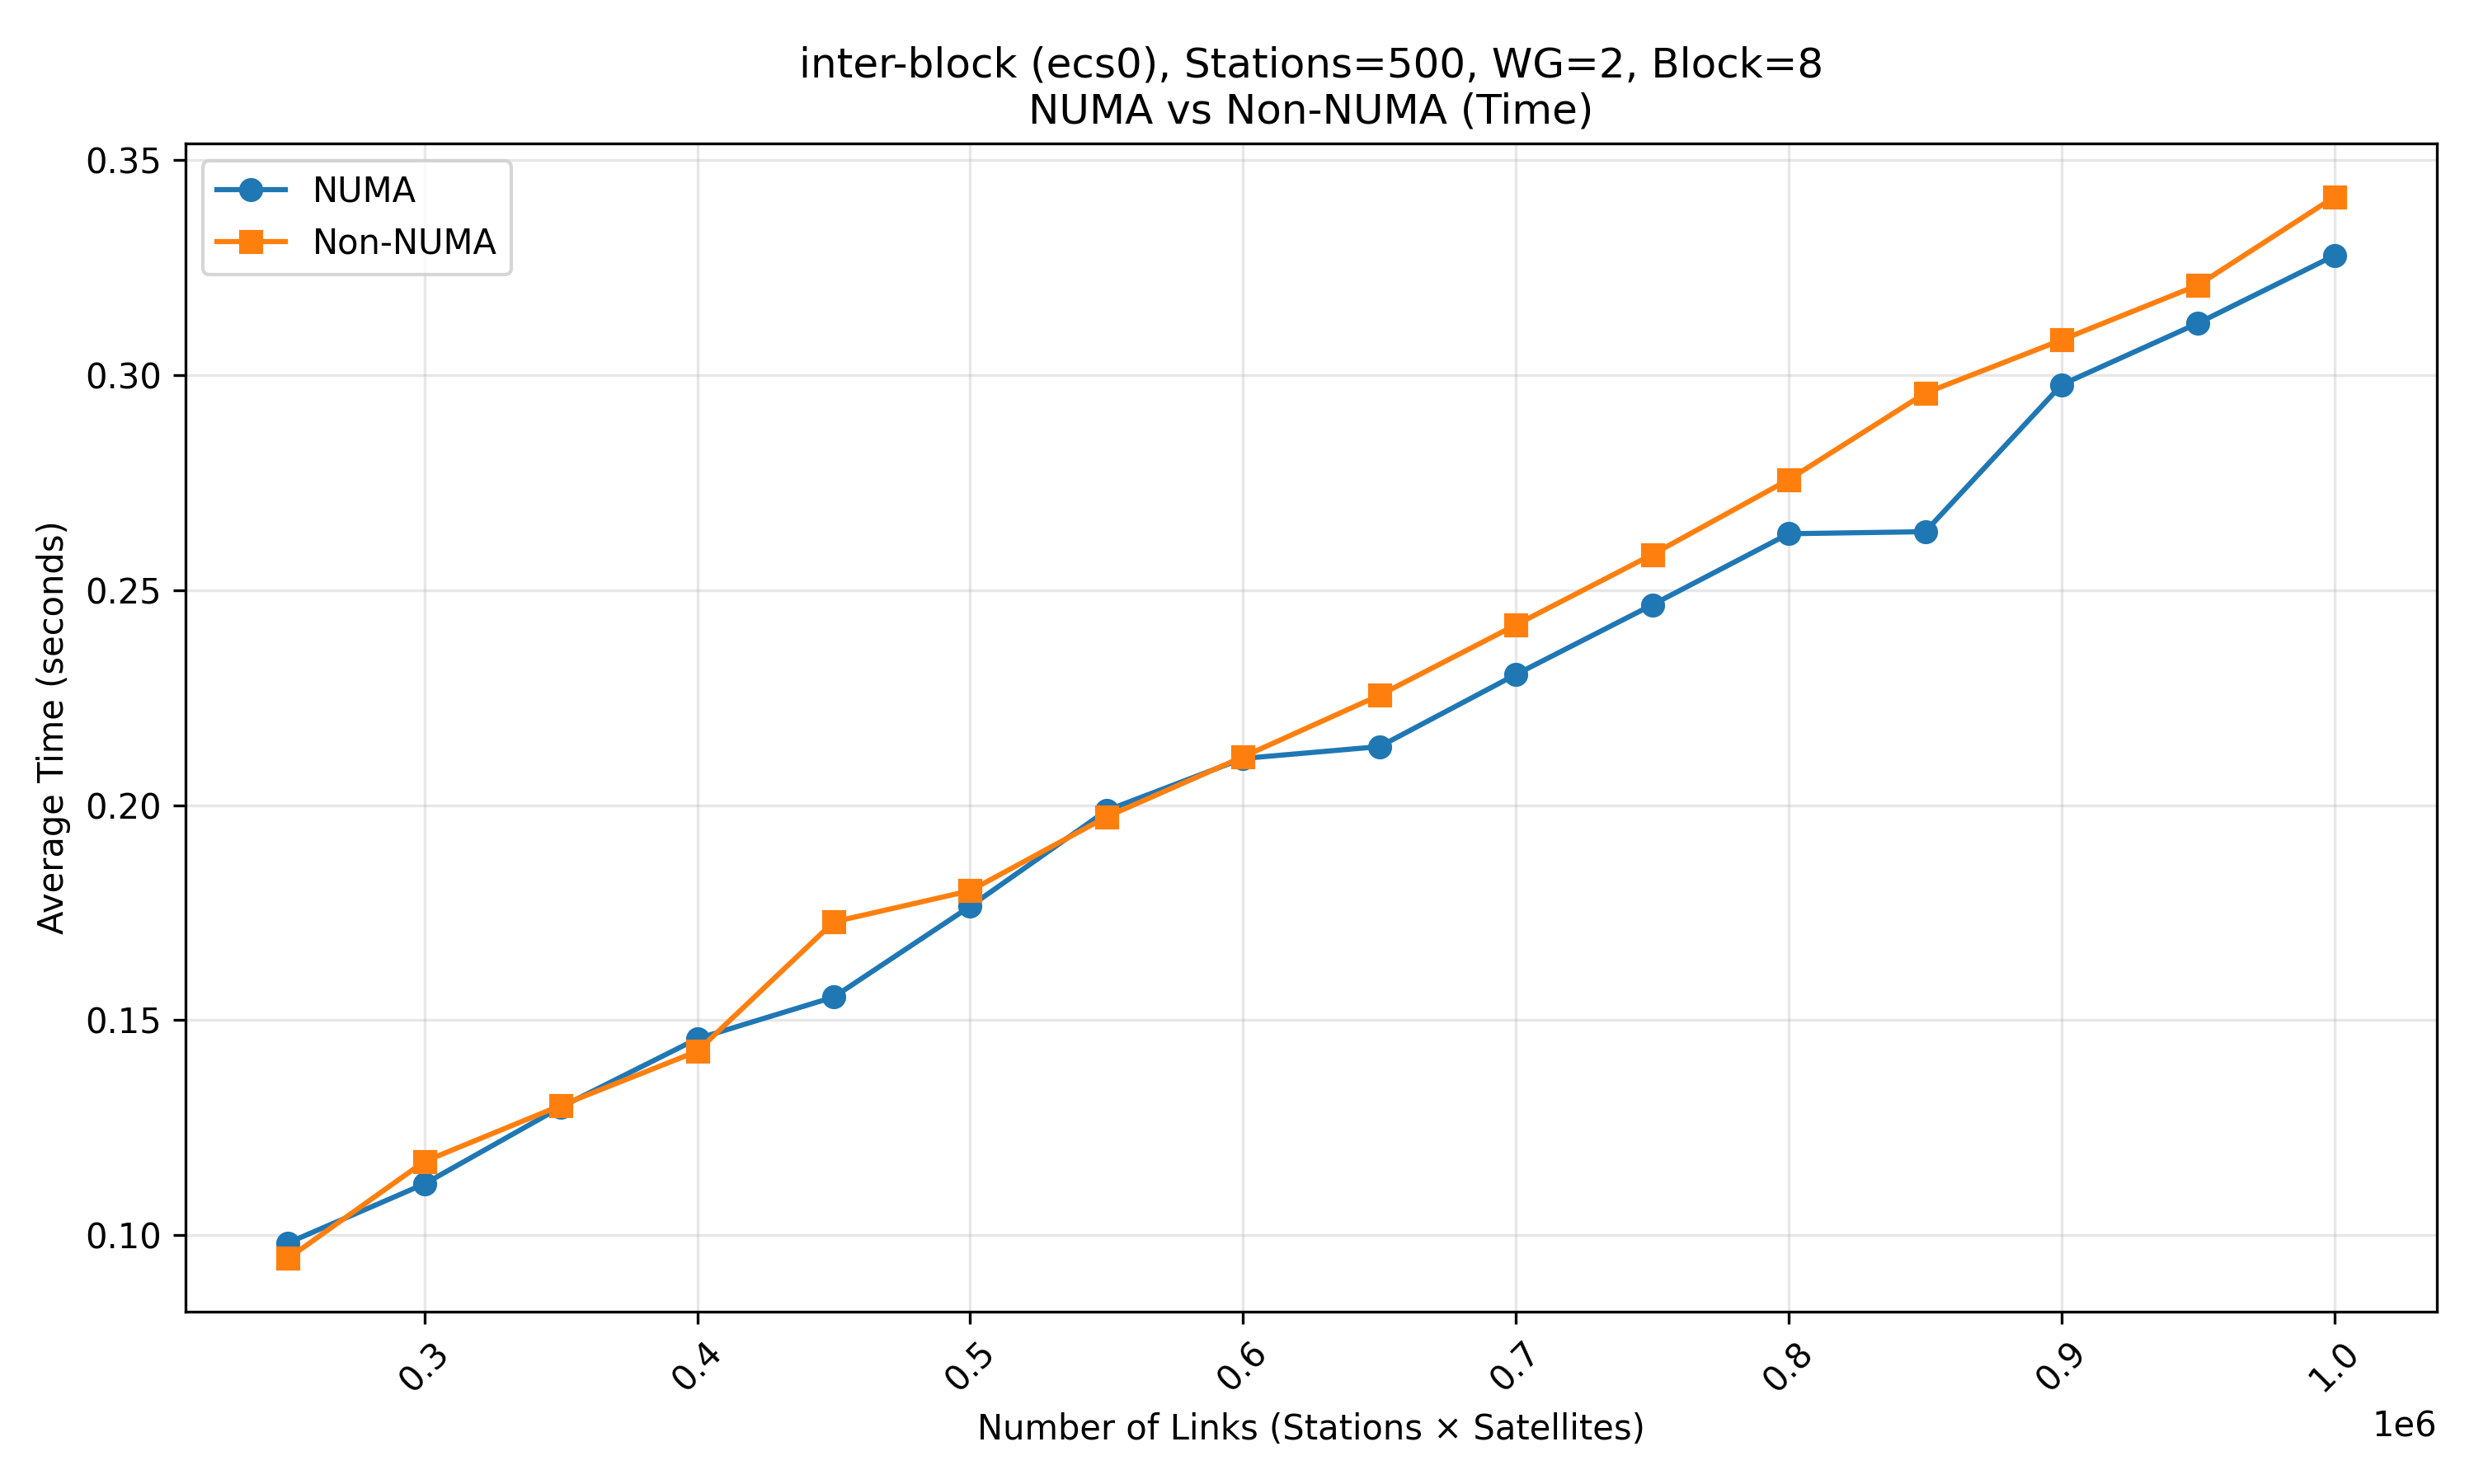 inter-block (ecs0), Stations=500, WG=2, Block=8
NUMA vs Non-NUMA (Time)
NUMA
Non-NUMA
Average Time (seconds)
0.35
0.30
0.25
0.20
0.15
0.10
0.3
0.4
0.5
0.6
0.7
0.8
0.9
1.0
1e6
Number of Links (Stations × Satellites)